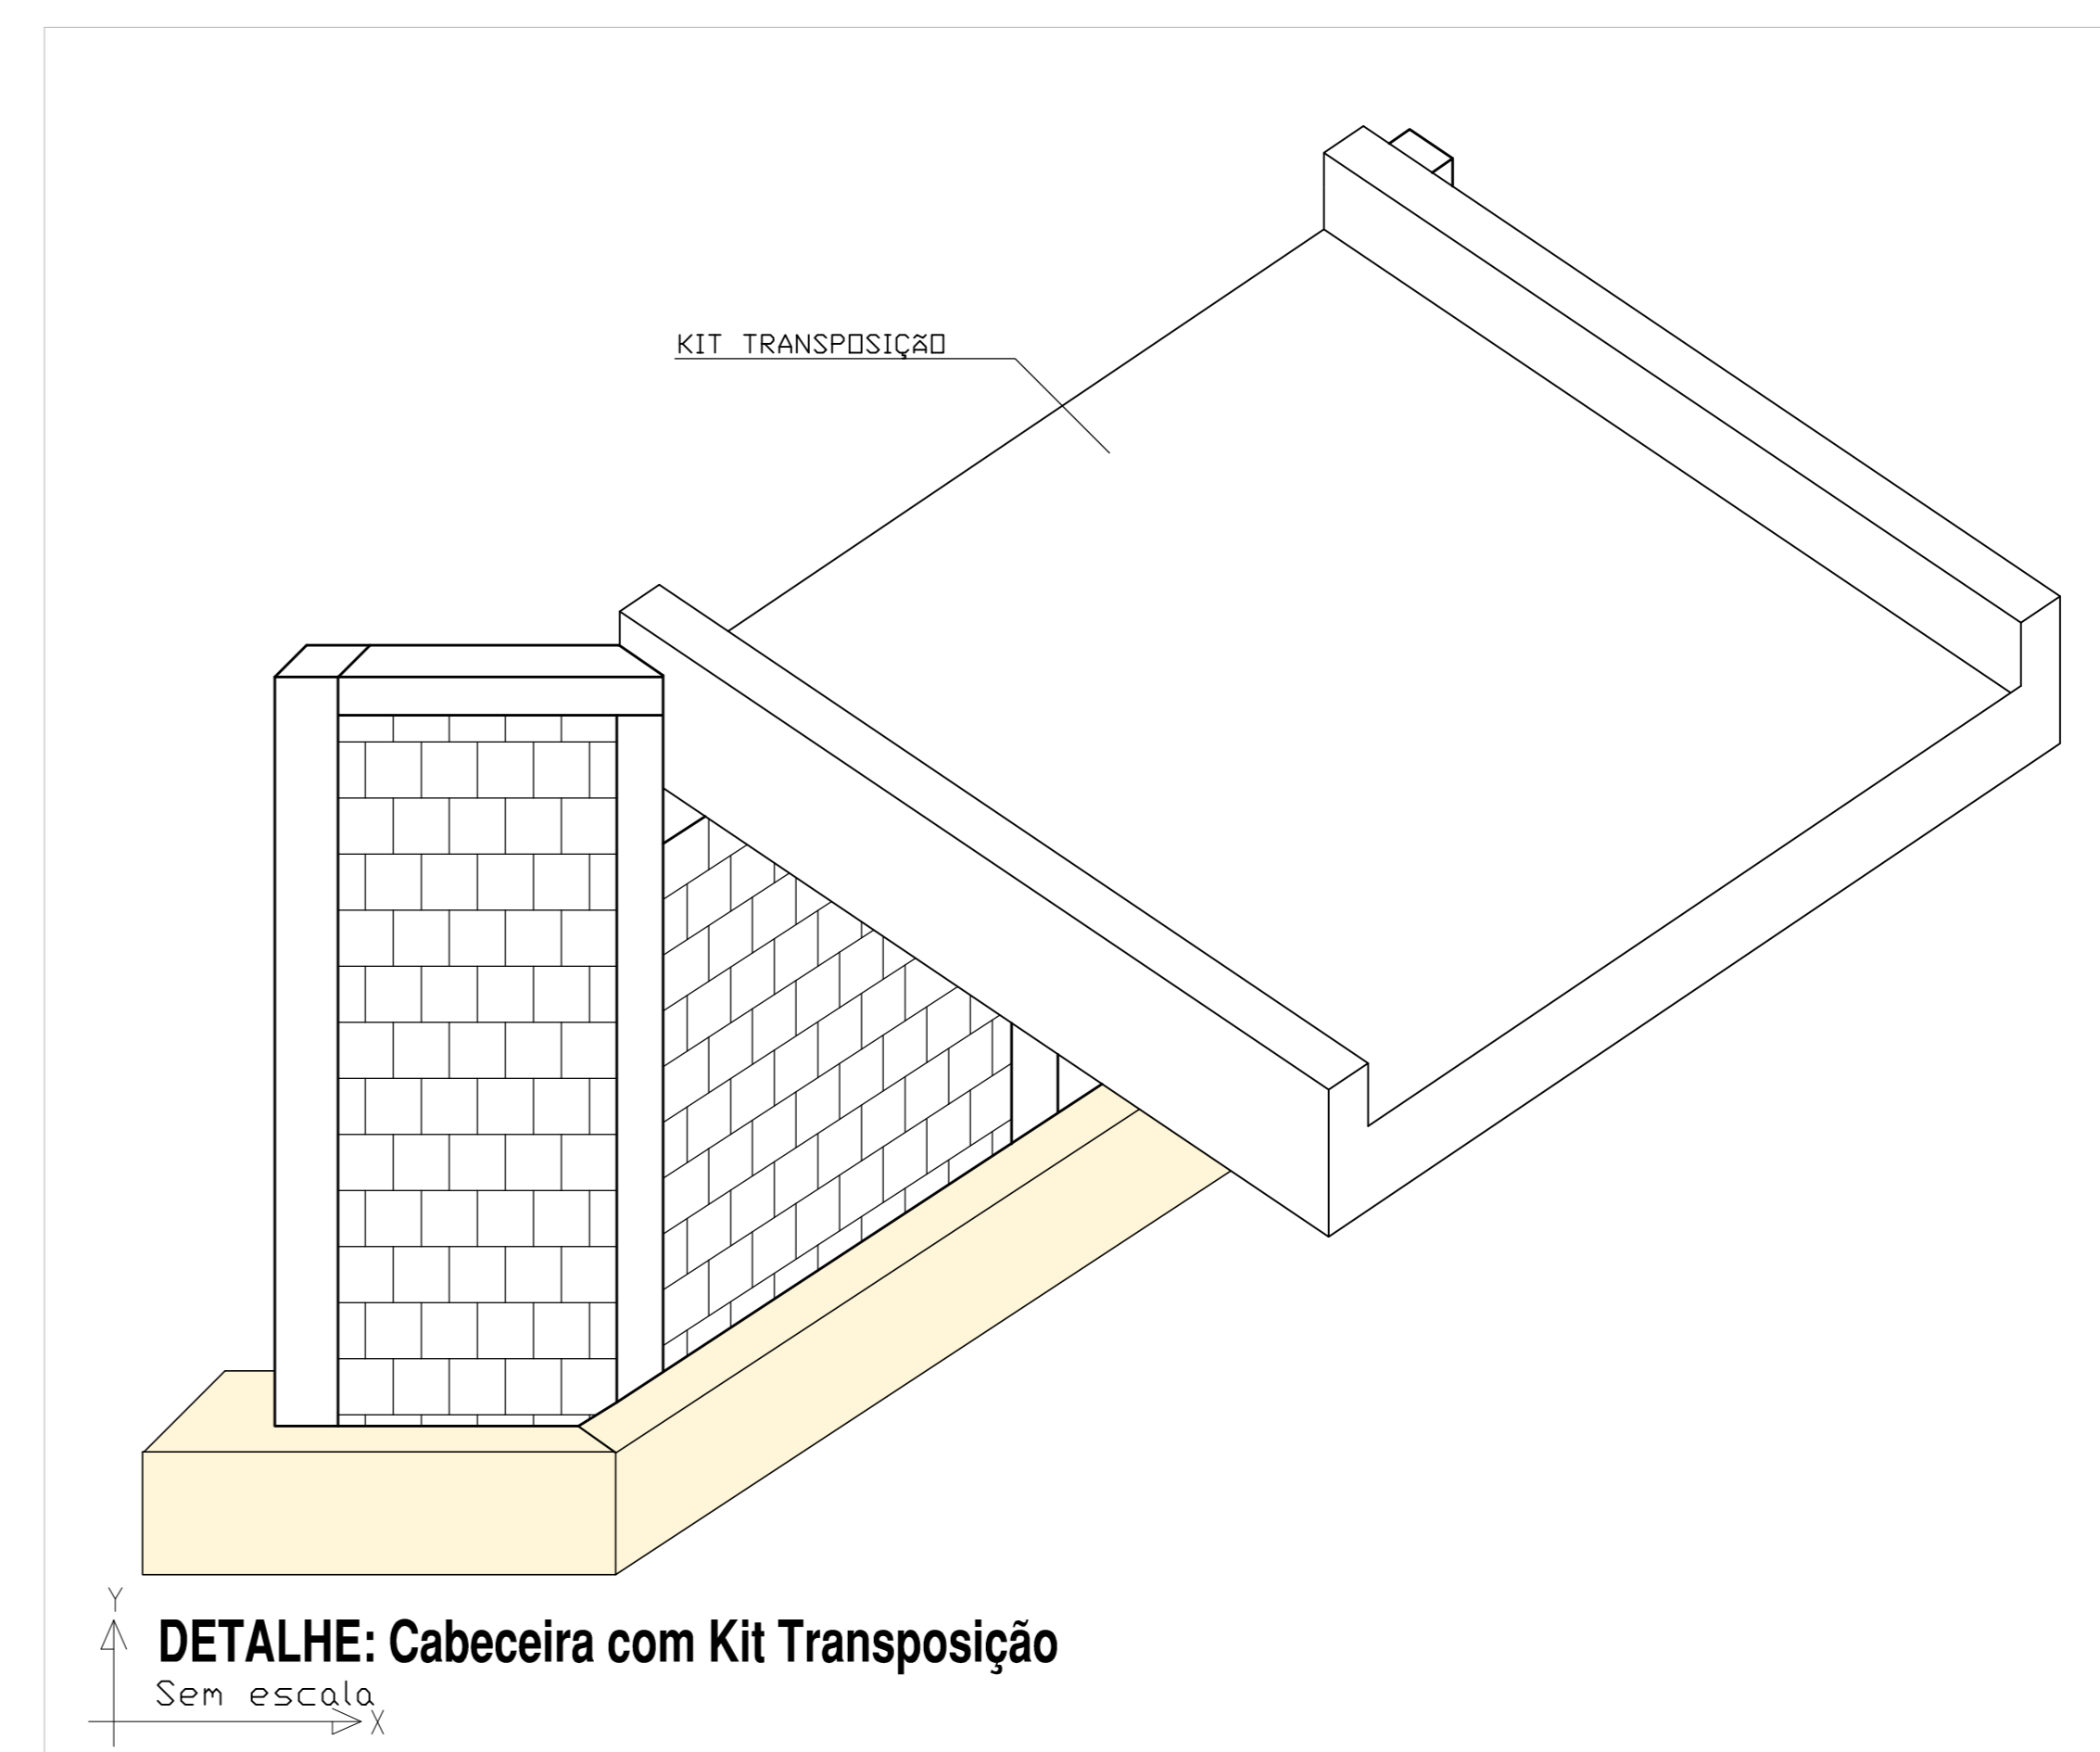 KIT TRANSPOSIÇÃO
Y
DETALHE: Cabeceira com Kit Transposição
Sem escala
X